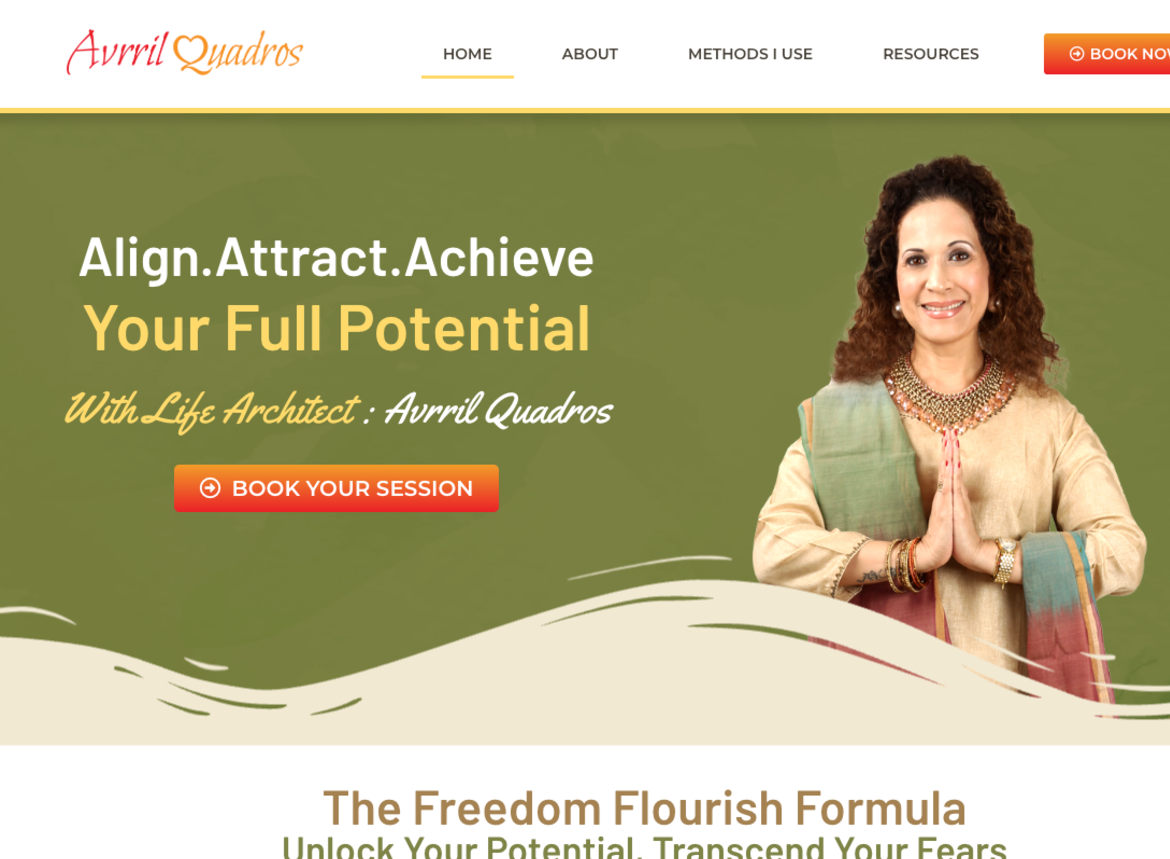 Avrril Quadros
HOME
ABOUT
METHODS I USE
RESOURCES
BOOK NOW
Align.Attract.Achieve
Your Full Potential
With Life Architect : Avrril Quadros
BOOK YOUR SESSION
The Freedom Flourish Formula
Unlock Your Potential, Transcend Your Fears